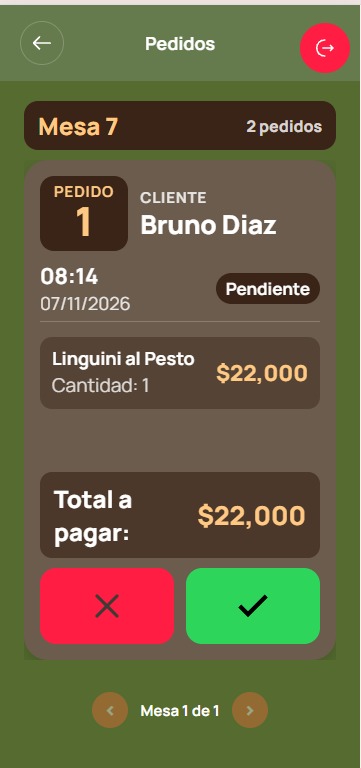 Pedidos
Mesa 7
2 pedidos
PEDIDO
1
CLIENTE
Bruno Diaz
08:14
07/11/2026
Pendiente
Linguini al Pesto
Cantidad: 1
$22,000
Total a
pagar:
$22,000
Mesa 1 de 1